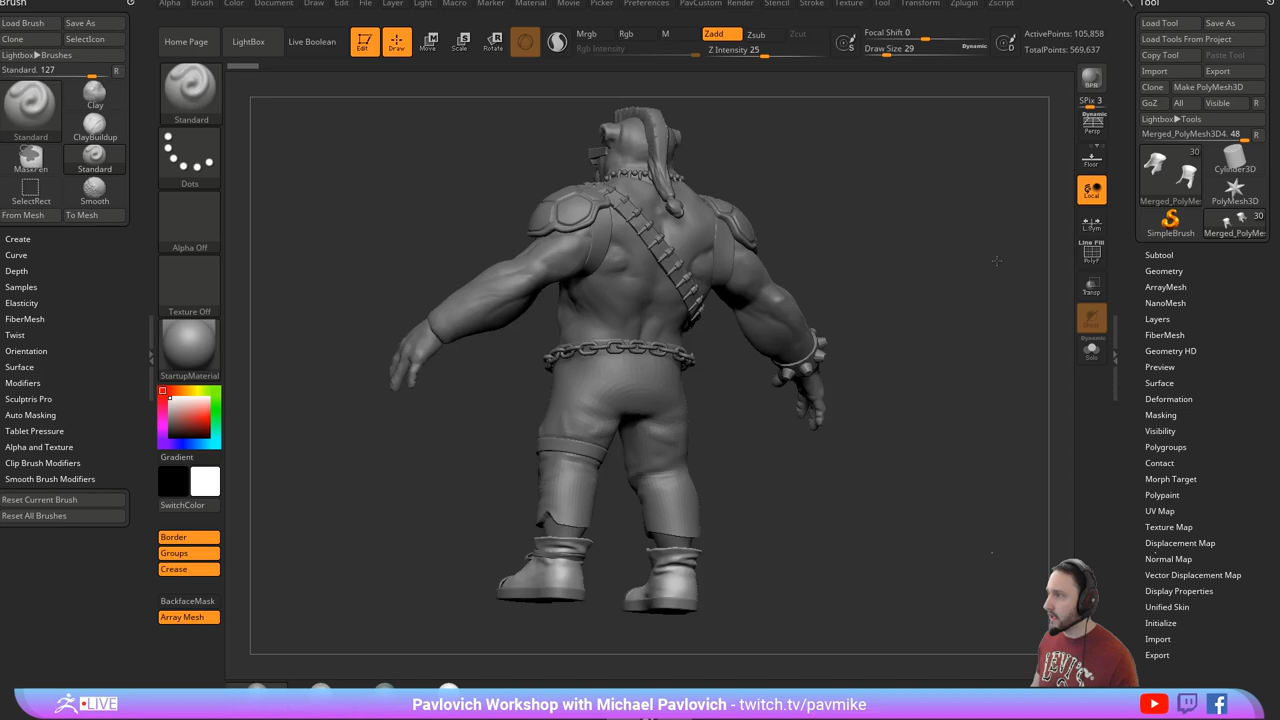 Brush
Load Brush Save As
Clone SelectIcon
Lightbox▶Brushes
Standard. 127 R
Standard Clay
ClayBuildup
MaskPen Standard
SelectRect Smooth
From Mesh To Mesh
Create
Curve
Depth
Samples
Elasticity
FiberMesh
Twist
Orientation
Surface
Modifiers
Sculptris Pro
Auto Masking
Tablet Pressure
Alpha and Texture
Clip Brush Modifiers
Smooth Brush Modifiers
Reset Current Brush
Reset All Brushes
Alpha Brush Color Document Draw Edit File Layer Light Macro Marker Material Movie Picker Preferences PavCustom Render Stencil Stroke Texture Tool Transform Zplugin Zscript
Home Page LightBox Live Boolean Edit Draw Move Scale Rotate
Mrgb Rgb M Zadd Zsub Zcut
Rgb Intensity Z Intensity 25
S Focal Shift 0
Draw Size 29 Dynamic
D
ActivePoints: 105,858
TotalPoints: 569,637
Standard
Dots
Alpha Off
Texture Off
StartupMaterial
Gradient
SwitchColor
Border
Groups
Crease
BackfaceMask
Array Mesh
BPR
SPix 3
Dynamic
Persp
Floor
Local
L.Sym
Line Fill
PolyF
Transp
Ghost
Dynamic
Solo
Tool
Load Tool Save As
Load Tools From Project
Copy Tool Paste Tool
Import Export
Clone Make PolyMesh3D
GoZ All Visible R
Lightbox▶Tools
Merged_PolyMesh3D4. 48 R
30
Merged_PolyMe Cylinder3D
PolyMesh3D
30
SimpleBrush Merged_PolyMe
Subtool
Geometry
ArrayMesh
NanoMesh
Layers
FiberMesh
Geometry HD
Preview
Surface
Deformation
Masking
Visibility
Polygroups
Contact
Morph Target
Polypaint
UV Map
Texture Map
Displacement Map
Normal Map
Vector Displacement Map
Display Properties
Unified Skin
Initialize
Import
Export
LEVI'S
LIVE
Pavlovich Workshop with Michael Pavlovich - twitch.tv/pavmike